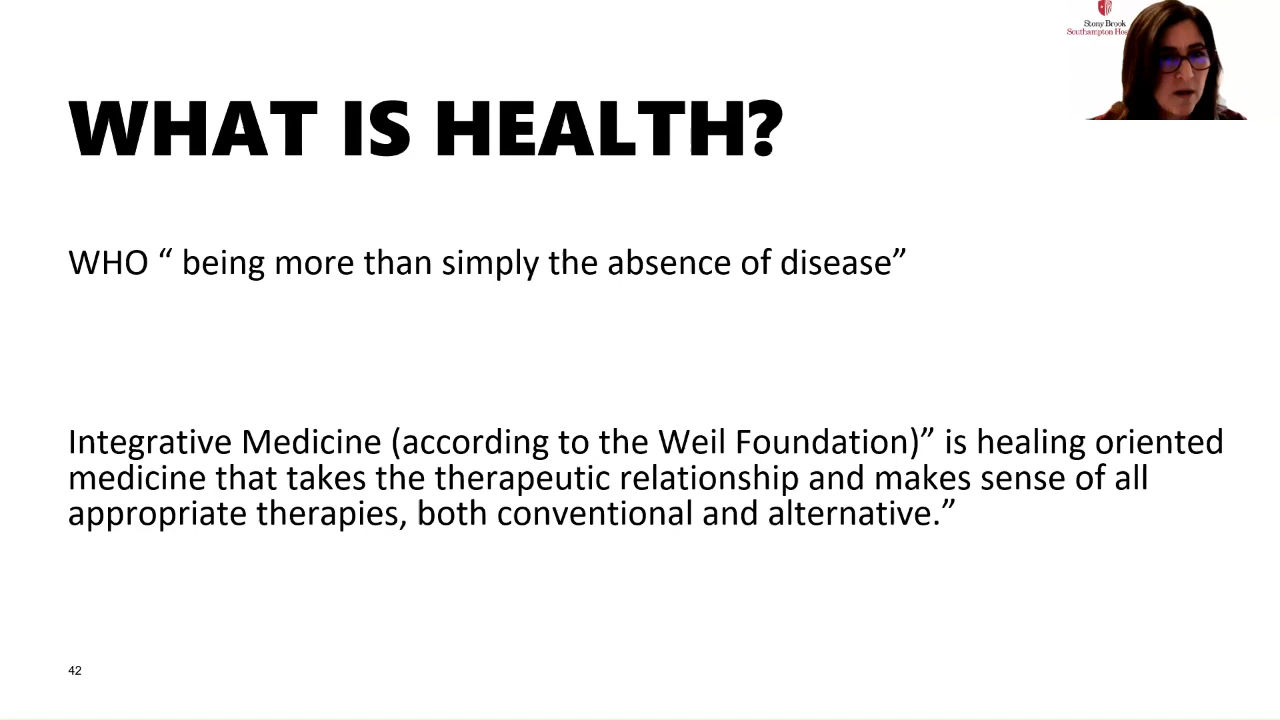 Stony Brook
Southampton Hos
WHAT IS HEALTH?
WHO “ being more than simply the absence of disease”
Integrative Medicine (according to the Weil Foundation)” is healing oriented
medicine that takes the therapeutic relationship and makes sense of all
appropriate therapies, both conventional and alternative.”
42